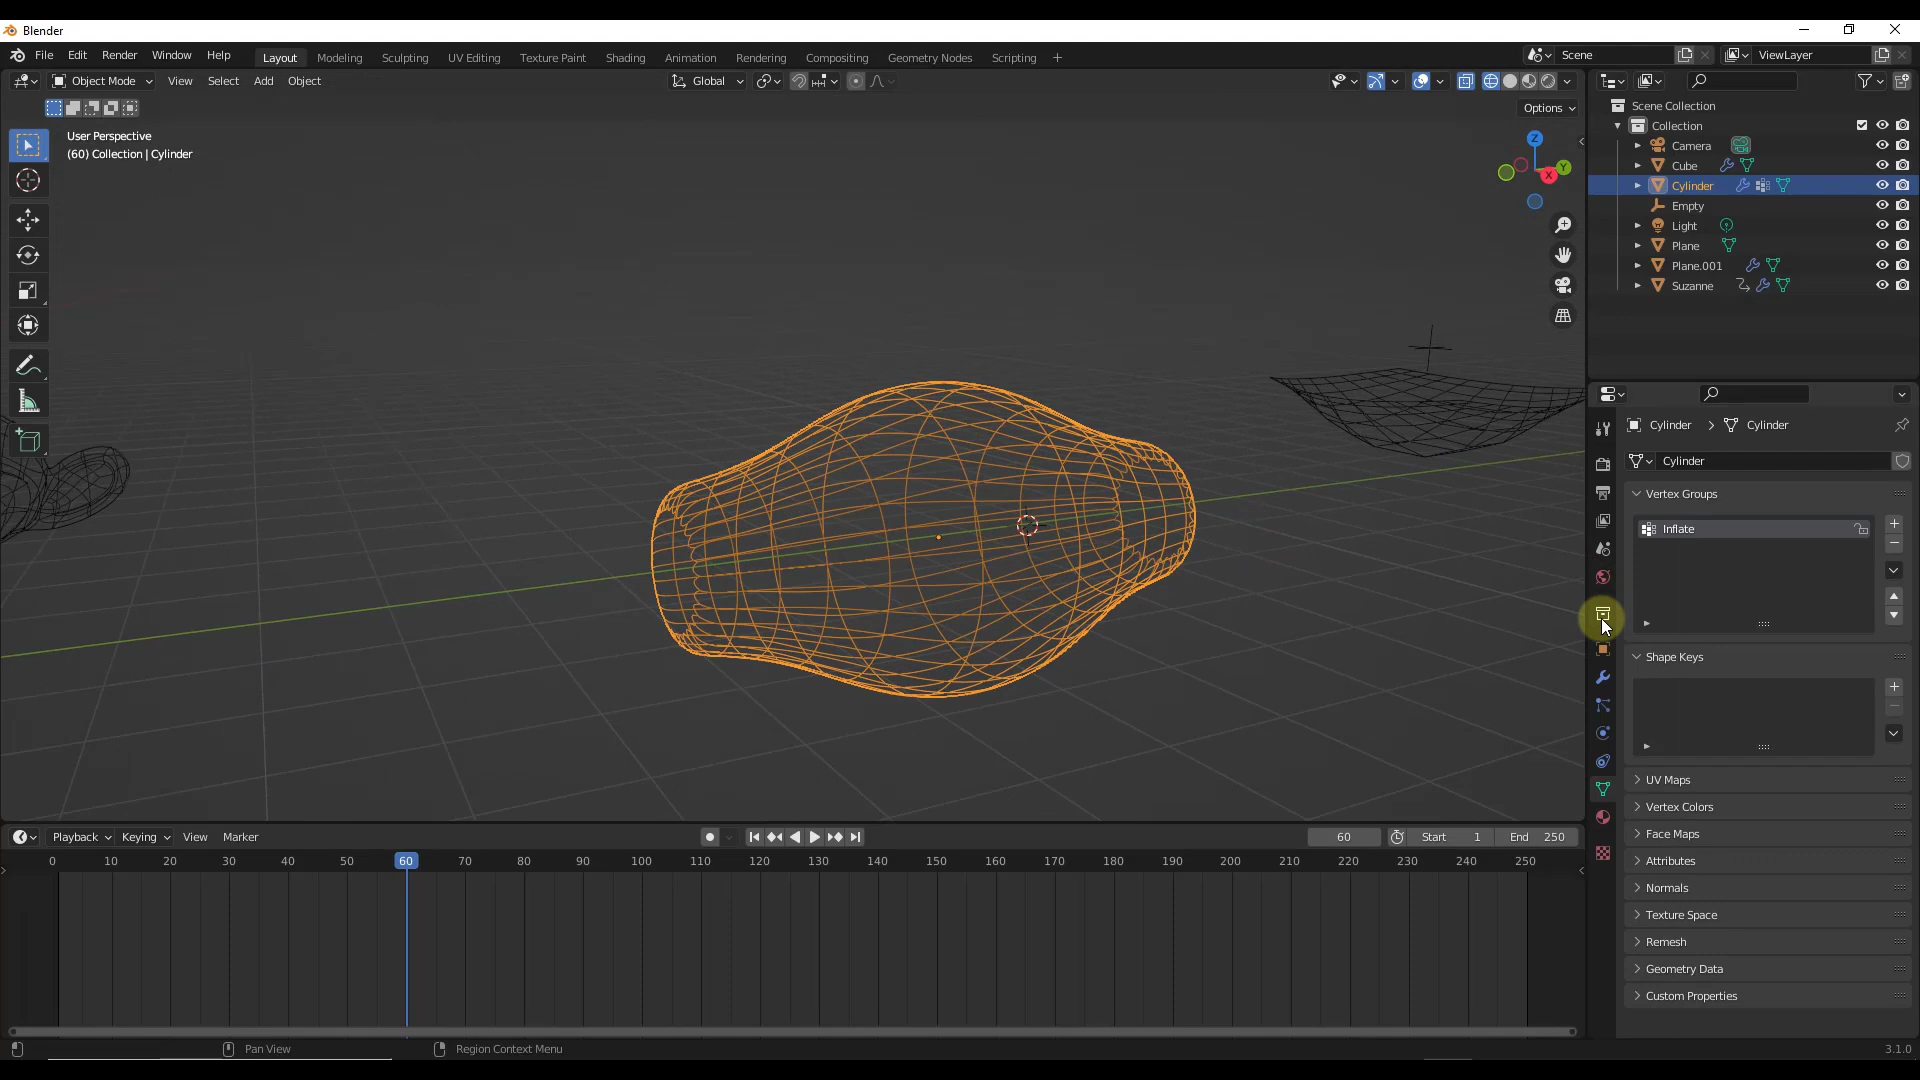 Blender
File Edit Render Window Help Layout Modeling Sculpting UV Editing Texture Paint Shading Animation Rendering Compositing Geometry Nodes Scripting + Scene ViewLayer
Object Mode View Select Add Object Global
Options
User Perspective
(60) Collection | Cylinder
Z
Y
X
Scene Collection
Collection
Camera
Cube
Cylinder
Empty
Light
Plane
Plane.001
Suzanne
Cylinder > Cylinder
Cylinder
Vertex Groups
Inflate
Shape Keys
UV Maps
Vertex Colors
Face Maps
Attributes
Normals
Texture Space
Remesh
Geometry Data
Custom Properties
Playback Keying View Marker 60 Start 1 End 250
0 10 20 30 40 50 60 70 80 90 100 110 120 130 140 150 160 170 180 190 200 210 220 230 240 250
Pan View Region Context Menu 3.1.0